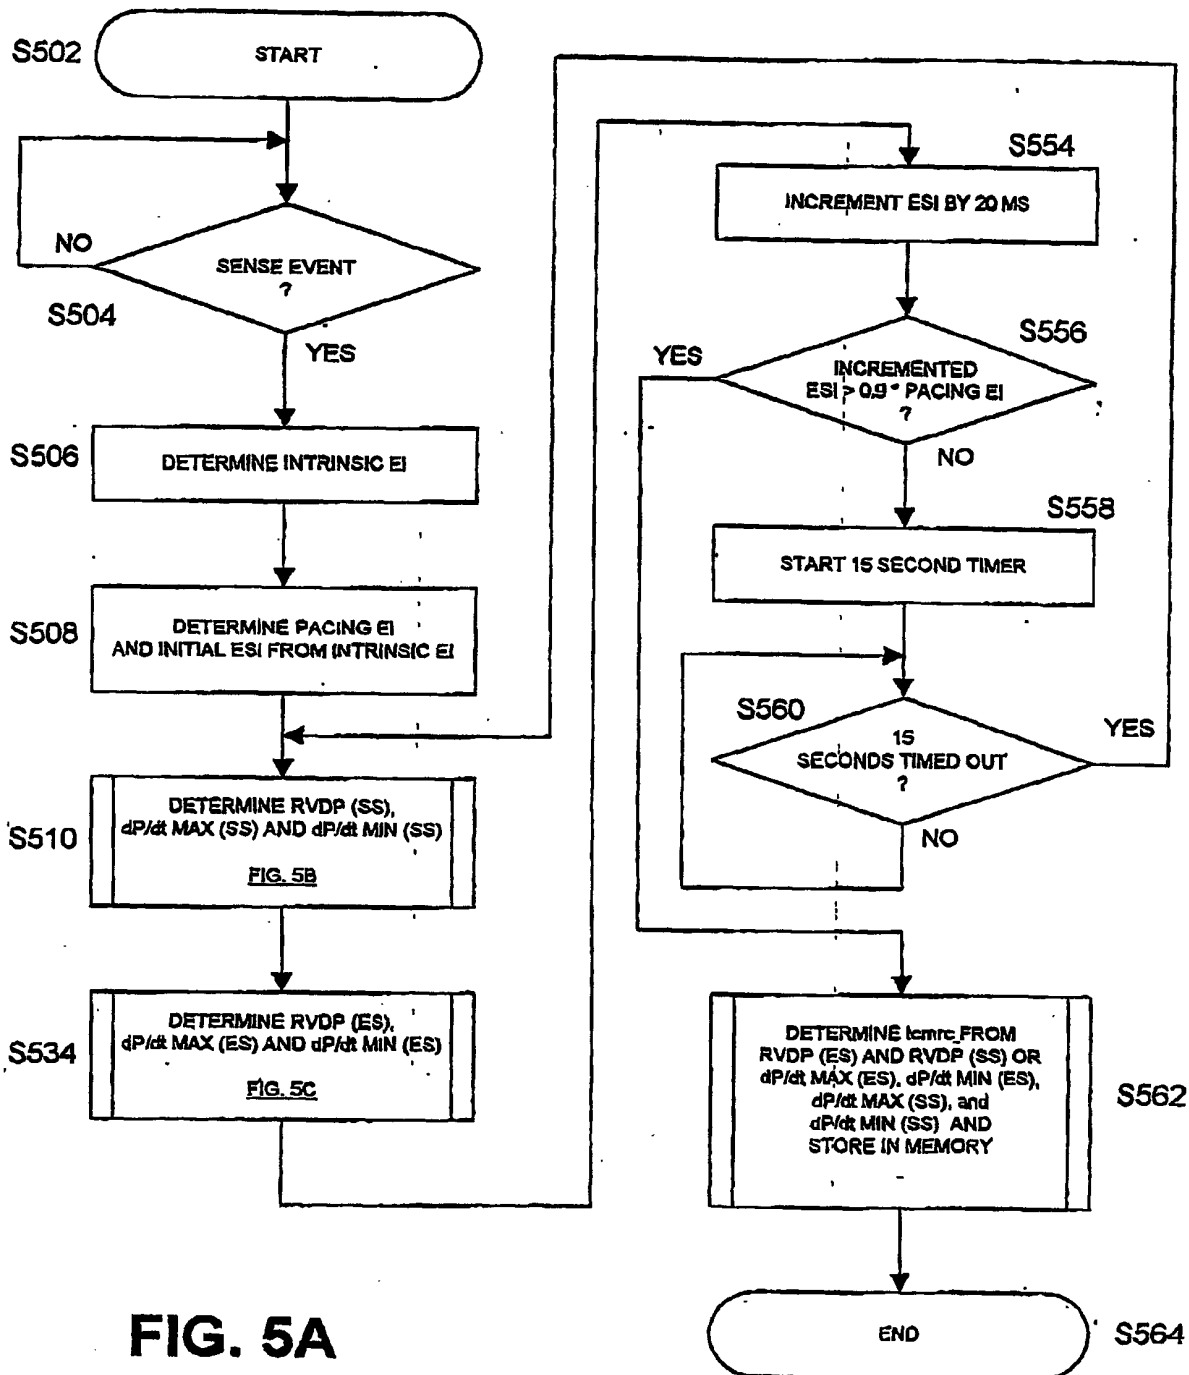 S502
START
NO
SENSE EVENT
?
S504
YES
S506
DETERMINE INTRINSIC EI
S508
DETERMINE PACING EI
AND INITIAL ESI FROM INTRINSIC EI
S510
DETERMINE RVDP (SS),
dP/dt MAX (SS) AND dP/dt MIN (SS)
FIG. 5B
S534
DETERMINE RVDP (ES),
dP/dt MAX (ES) AND dP/dt MIN (ES)
FIG. 5C
S554
INCREMENT ESI BY 20 MS
S556
YES
INCREMENTED
ESI > 0.9 * PACING EI
?
NO
S558
START 15 SECOND TIMER
S560
15
SECONDS TIMED OUT
?
YES
NO
DETERMINE tcmrc FROM
RVDP (ES) AND RVDP (SS) OR
dP/dt MAX (ES), dP/dt MIN (ES),
dP/dt MAX (SS), and
dP/dt MIN (SS) AND
STORE IN MEMORY
S562
END
S564
FIG. 5A